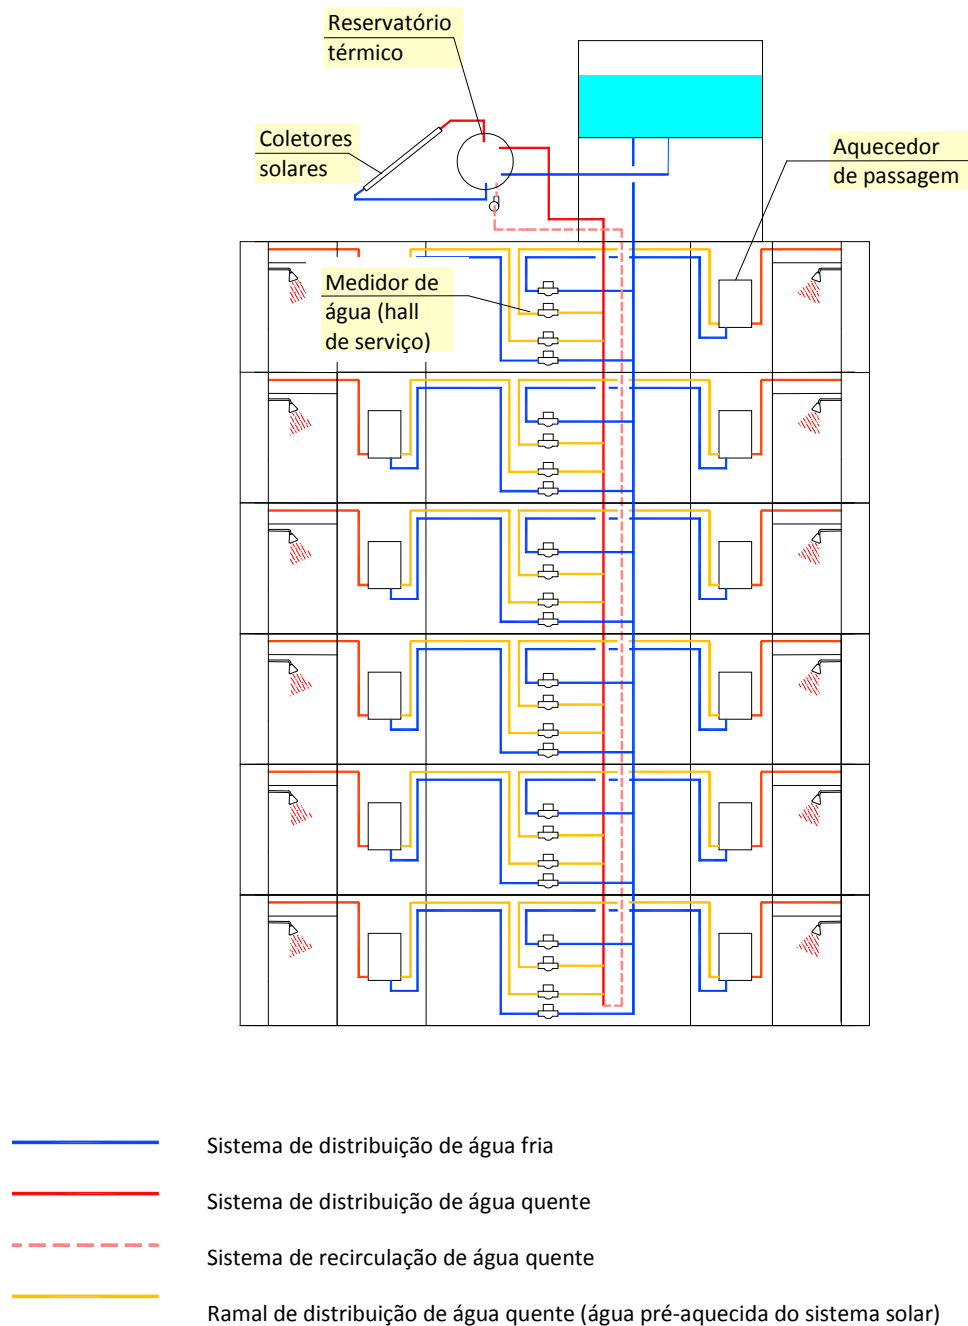 Reservatório
térmico
Coletores
solares
Aquecedor
de passagem
Medidor de
água (hall
de serviço)
Sistema de distribuição de água fria
Sistema de distribuição de água quente
Sistema de recirculação de água quente
Ramal de distribuição de água quente (água pré-aquecida do sistema solar)